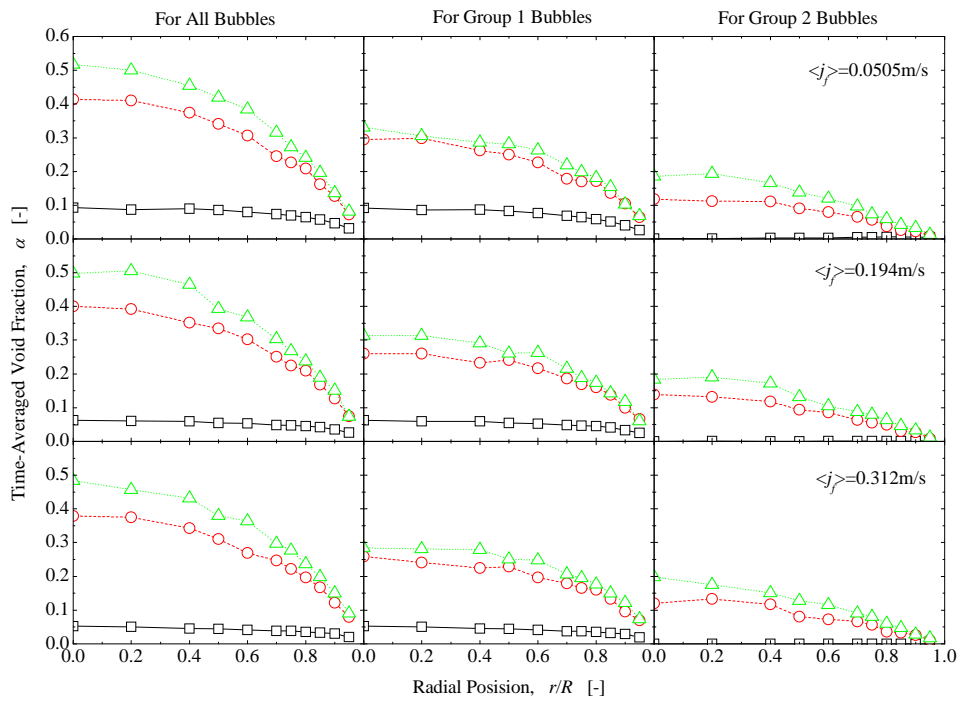 For All Bubbles
For Group 1 Bubbles
For Group 2 Bubbles
0.6
0.5
0.4
0.3
0.2
0.1
0.0
<j_f>=0.0505m/s
0.5
0.4
0.3
0.2
0.1
0.0
<j_f>=0.194m/s
0.5
0.4
0.3
0.2
0.1
0.0
<j_f>=0.312m/s
0.0 0.2 0.4 0.6 0.8 0.0 0.2 0.4 0.6 0.8 0.0 0.2 0.4 0.6 0.8 1.0
Time-Averaged Void Fraction, α [-]
Radial Posision, r/R [-]